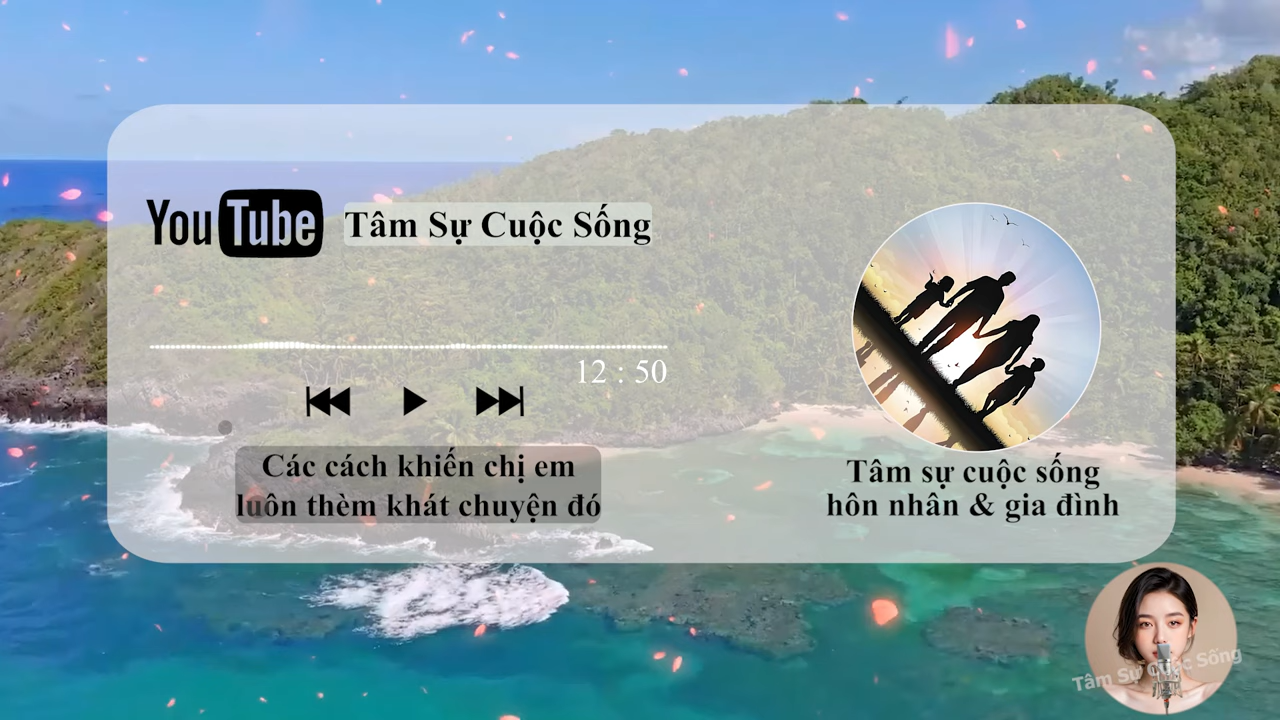 YouTube
Tâm Sự Cuộc Sống
12 : 50
Các cách khiến chị em
luôn thèm khát chuyện đó
Tâm sự cuộc sống
hôn nhân & gia đình
Tâm Sự Cuộc Sống